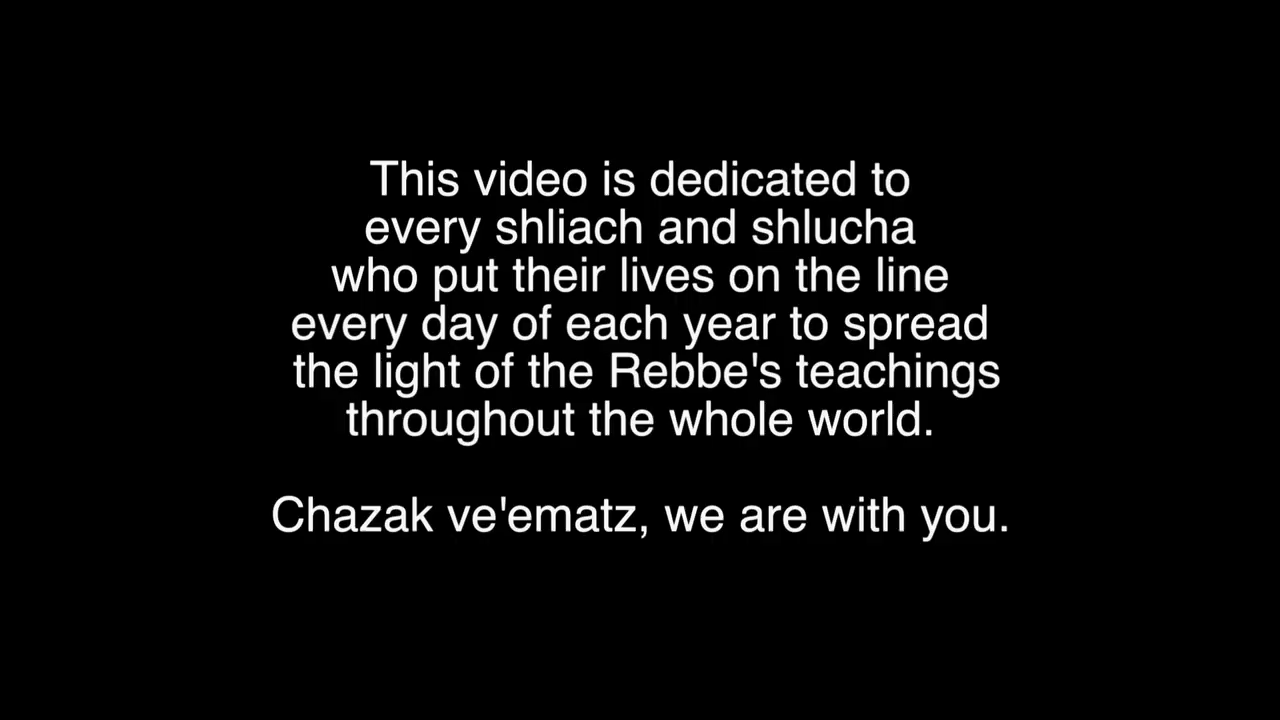 This video is dedicated to
every shliach and shlucha
who put their lives on the line
every day of each year to spread
the light of the Rebbe's teachings
throughout the whole world.
Chazak ve'ematz, we are with you.